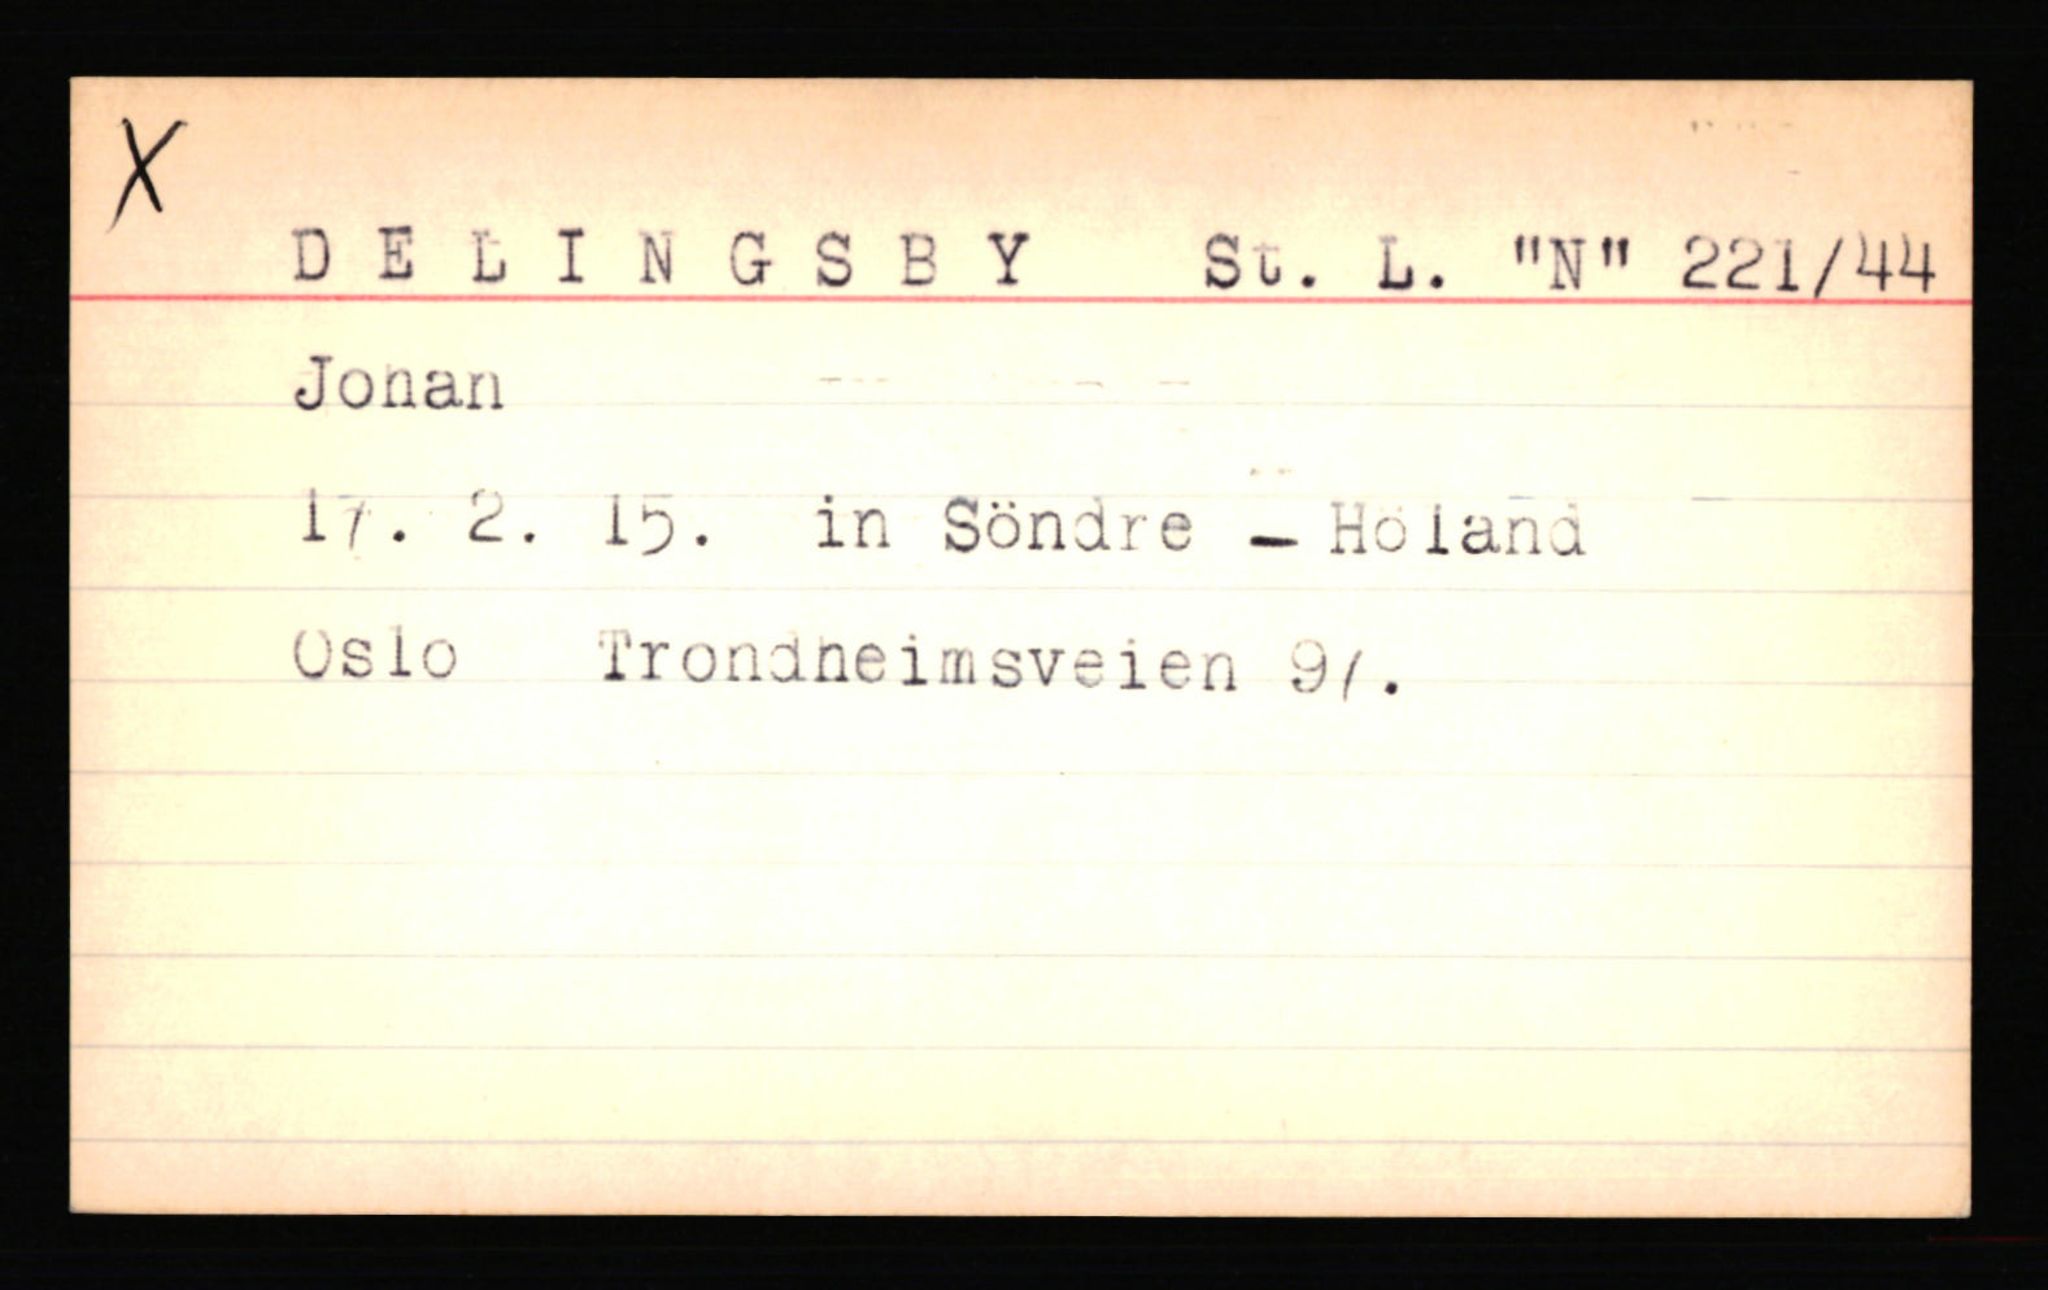 X
D E L I N G S B Y St. L. "N" 221/44
Johan
17. 2. 15. in Söndre - Höland
Oslo Trondheimsveien 97.